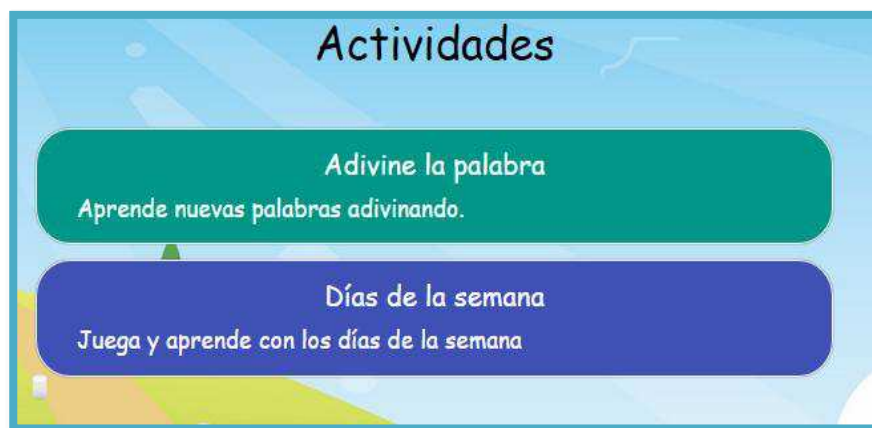 Actividades
Adivine la palabra
Aprende nuevas palabras adivinando.
Días de la semana
Juega y aprende con los días de la semana